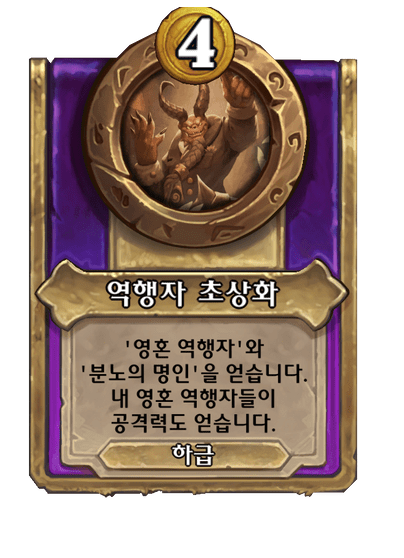 4
역행자 초상화
'영혼 역행자'와
'분노의 명인'을 얻습니다.
내 영혼 역행자들이
공격력도 얻습니다.
하급